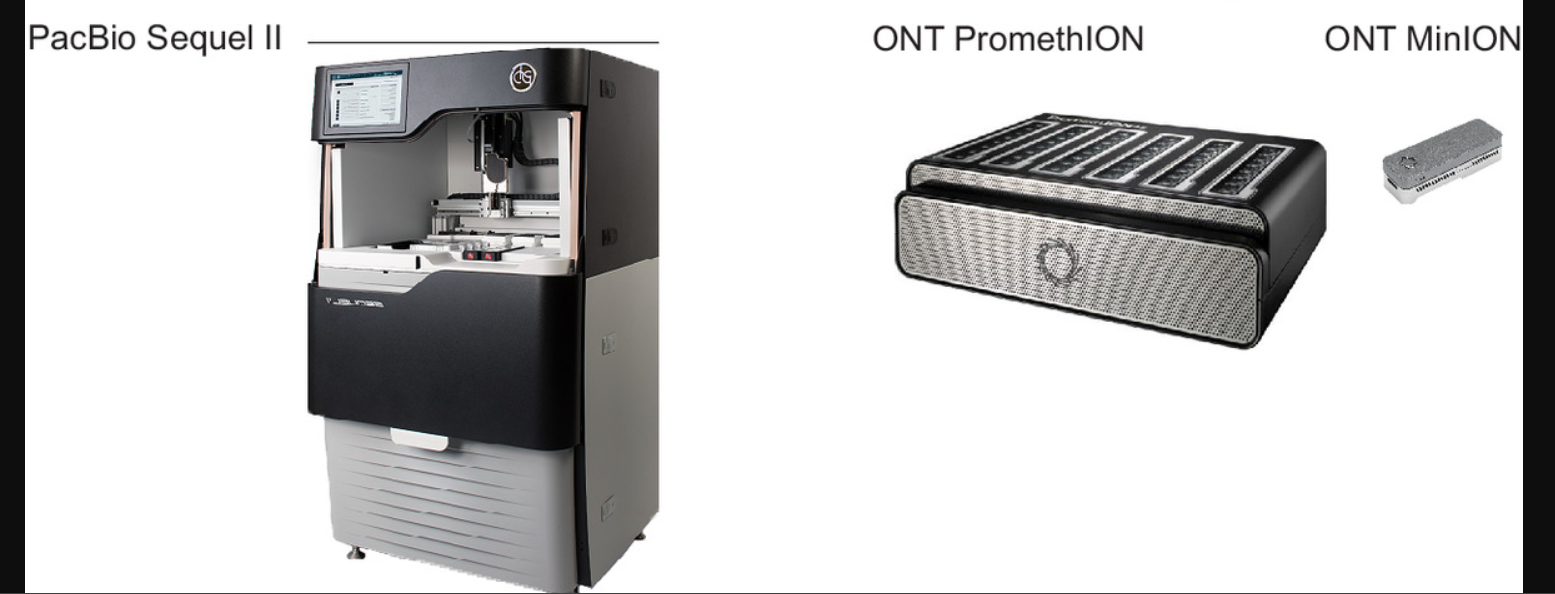 PacBio Sequel II
ONT PromethION
ONT MinION